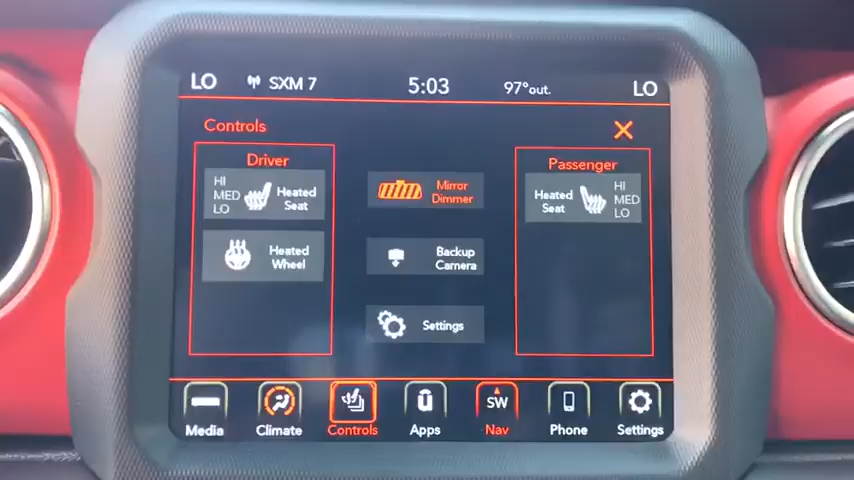 LO SXM 7 5:03 97°out. LO
Controls
Driver
HI
MED
LO
Heated
Seat
Heated
Wheel
Mirror
Dimmer
Backup
Camera
Settings
Passenger
Heated
Seat
HI
MED
LO
Media Climate Controls Apps SW Nav Phone Settings